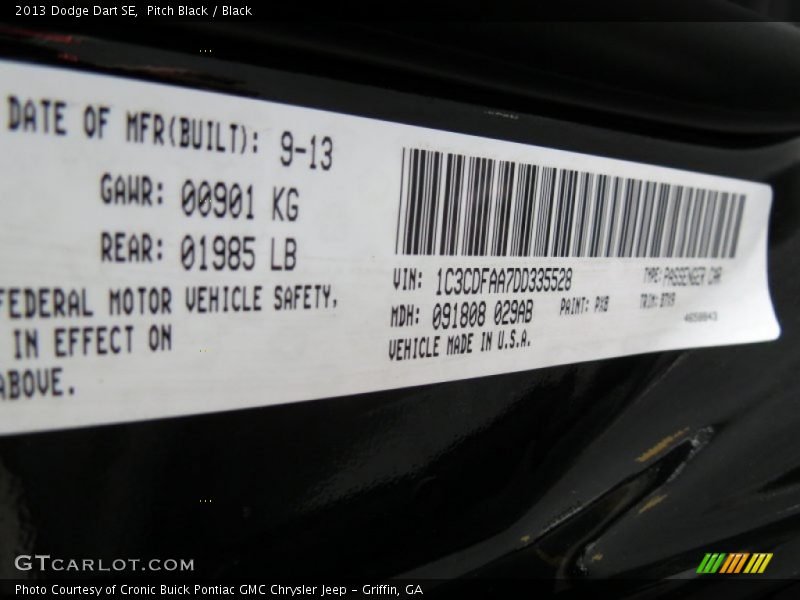 2013 Dodge Dart SE, Pitch Black / Black
DATE OF MFR(BUILT): 9-13
GAWR: 00901 KG
REAR: 01985 LB
FEDERAL MOTOR VEHICLE SAFETY,
IN EFFECT ON
ABOVE.
VIN: 1C3CDFAA7DD335528 TYPE: PASSENGER CAR
MDH: 091808 029AB PAINT: PX8 TRIM:
VEHICLE MADE IN U.S.A.
GTCARLOT.COM
Photo Courtesy of Cronic Buick Pontiac GMC Chrysler Jeep - Griffin, GA